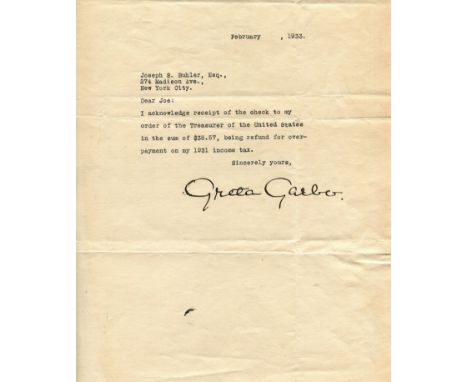 February , 1933.
Joseph S. Buhler, Esq.,
274 Madison Ave.,
New York City.
Dear Joe:
I acknowledge receipt of the check to my
order of the Treasurer of the United States
in the sum of $38.57, being refund for over-
payment on my 1931 income tax.
Sincerely yours,
Greta Garbo.